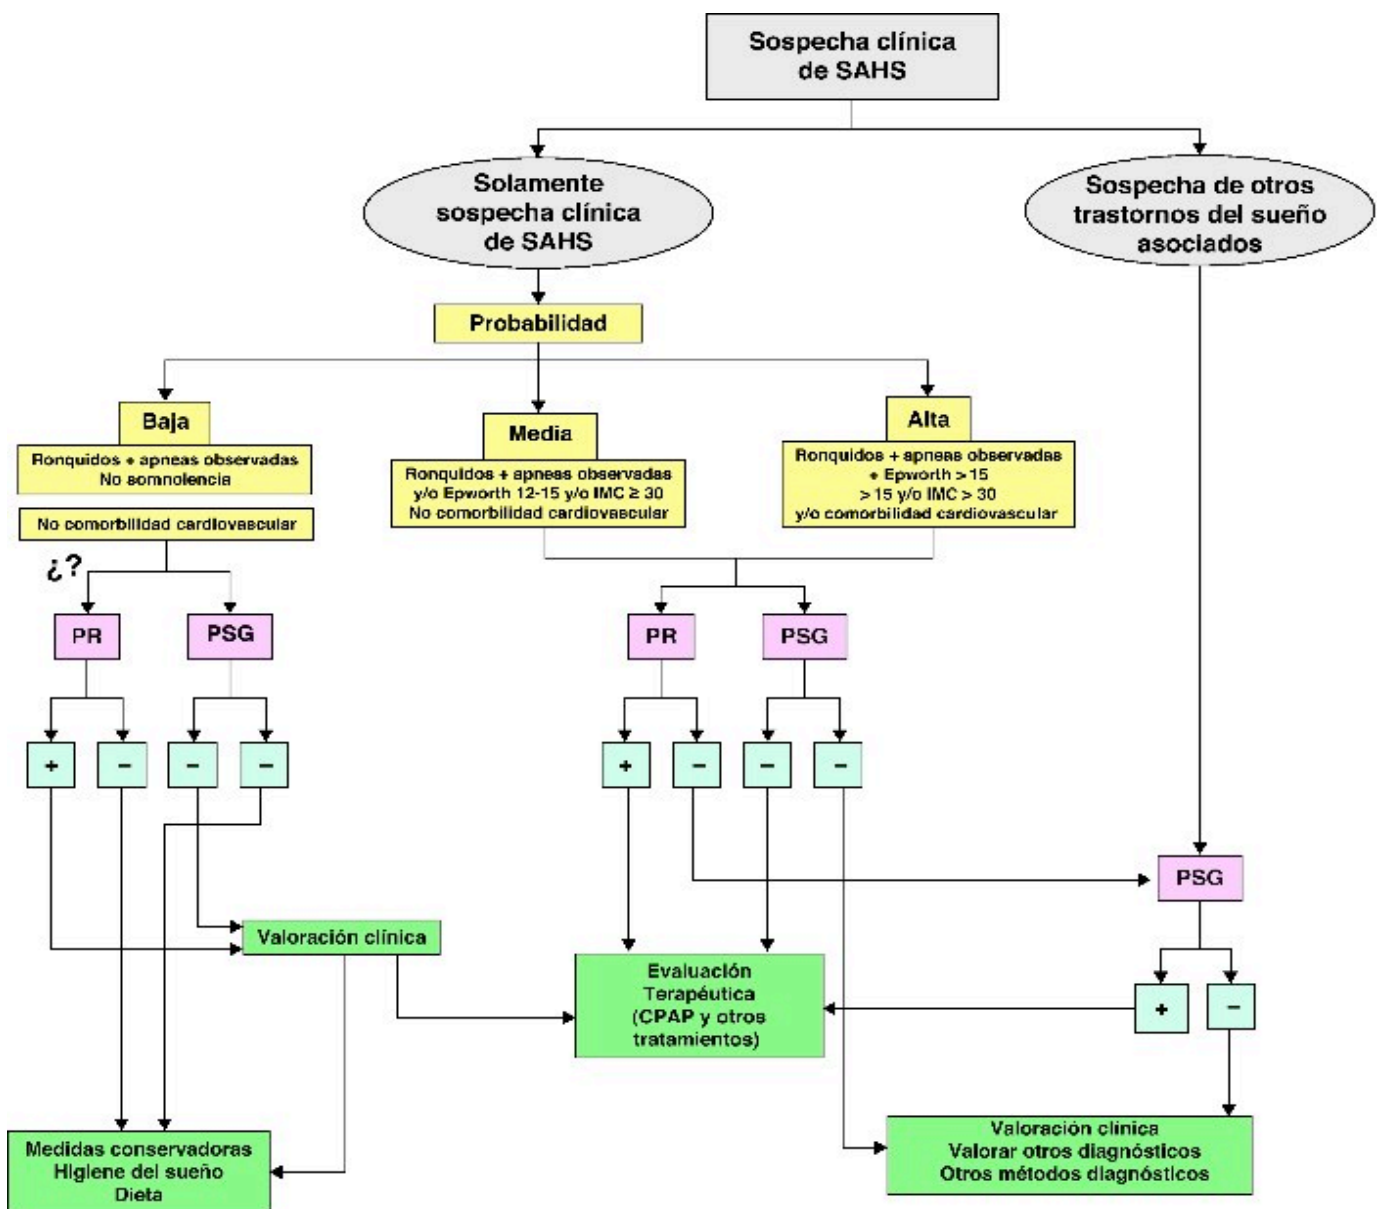 Sospecha clínica
de SAHS
Solamente
sospecha clínica
de SAHS
Sospecha de otros
trastornos del sueño
asociados
Probabilidad
Baja
Ronquidos + apneas observadas
No somnolencia
No comorbilidad cardiovascular
Media
Ronquidos + apneas observadas
y/o Epworth 12-15 y/o IMC ≥ 30
No comorbilidad cardiovascular
Alta
Ronquidos + apneas observadas
+ Epworth > 15
> 15 y/o IMC > 30
y/o comorbilidad cardiovascular
¿?
PR
PSG
PR
PSG
+
–
–
–
+
–
–
–
PSG
+
–
Valoración clínica
Evaluación
Terapéutica
(CPAP y otros
tratamientos)
Medidas conservadoras
Higiene del sueño
Dieta
Valoración clínica
Valorar otros diagnósticos
Otros métodos diagnósticos